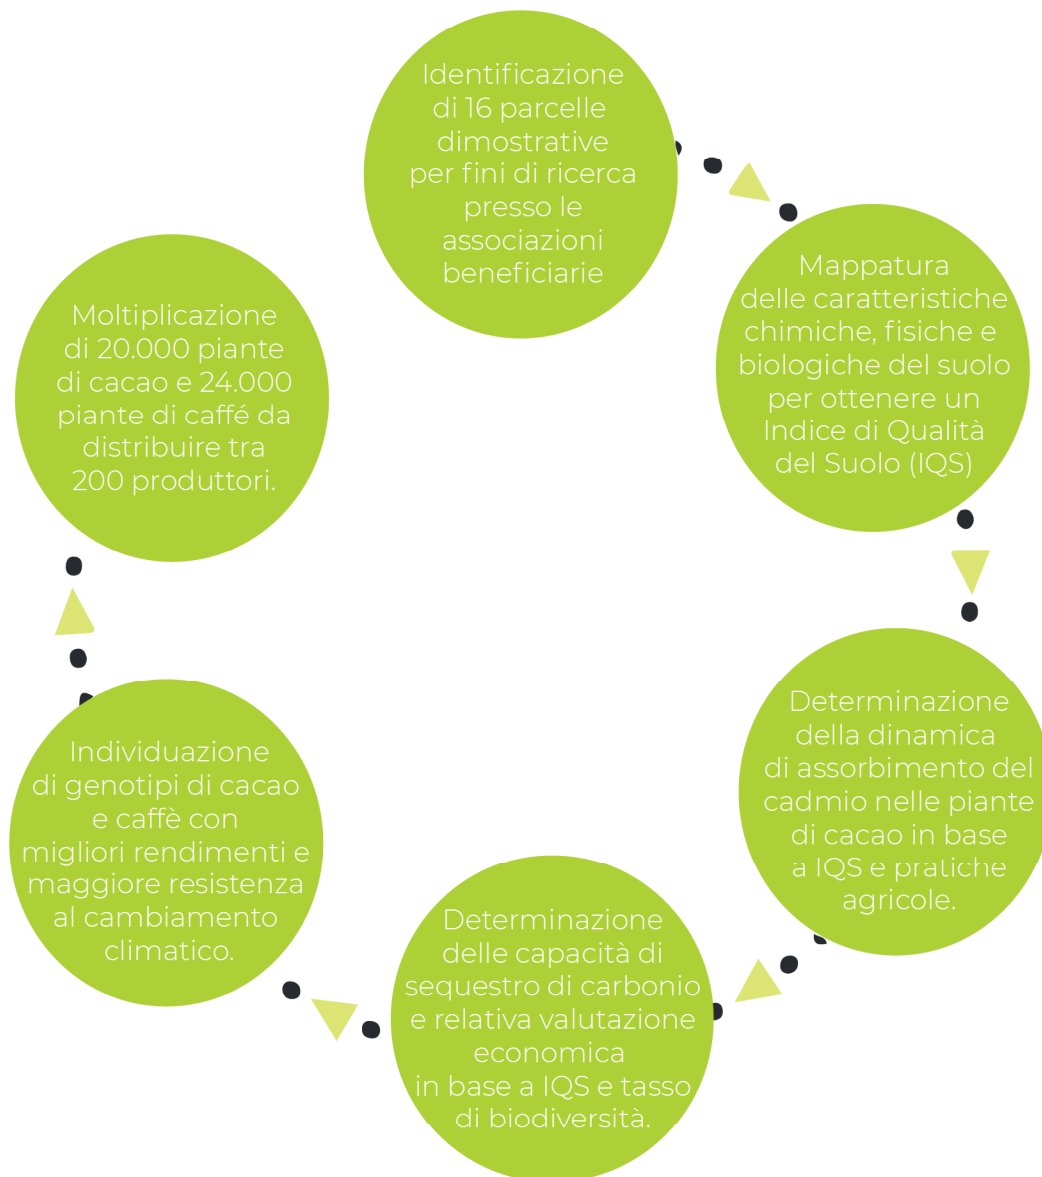 Identificazione
di 16 parcelle
dimostrative
per fini di ricerca
presso le
associazioni
beneficiarie
Mappatura
delle caratteristiche
chimiche, fisiche e
biologiche del suolo
per ottenere un
Indice di Qualità
del Suolo (IQS)
Determinazione
della dinamica
di assorbimento del
cadmio nelle piante
di cacao in base
a IQS e pratiche
agricole.
Determinazione
delle capacità di
sequestro di carbonio
e relativa valutazione
economica
in base a IQS e tasso
di biodiversità.
Individuazione
di genotipi di cacao
e caffè con
migliori rendimenti e
maggiore resistenza
al cambiamento
climatico.
Moltiplicazione
di 20.000 piante
di cacao e 24.000
piante di caffé da
distribuire tra
200 produttori.